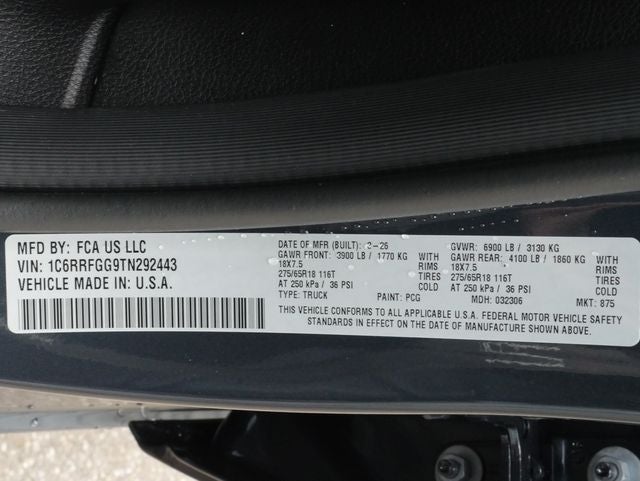 MFD BY: FCA US LLC
VIN: 1C6RRFGG9TN292443
VEHICLE MADE IN: U.S.A.
DATE OF MFR (BUILT): 2-26 GVWR: 6900 LB / 3130 KG
GAWR FRONT: 3900 LB / 1770 KG WITH GAWR REAR: 4100 LB / 1860 KG WITH
18X7.5 RIMS 18X7.5 RIMS
275/65R18 116T TIRES 275/65R18 116T TIRES
AT 250 kPa / 36 PSI COLD AT 250 kPa / 36 PSI COLD
TYPE: TRUCK PAINT: PCG MDH: 032306 MKT: 875
THIS VEHICLE CONFORMS TO ALL APPLICABLE U.S.A. FEDERAL MOTOR VEHICLE SAFETY
STANDARDS IN EFFECT ON THE DATE OF MANUFACTURE SHOWN ABOVE.